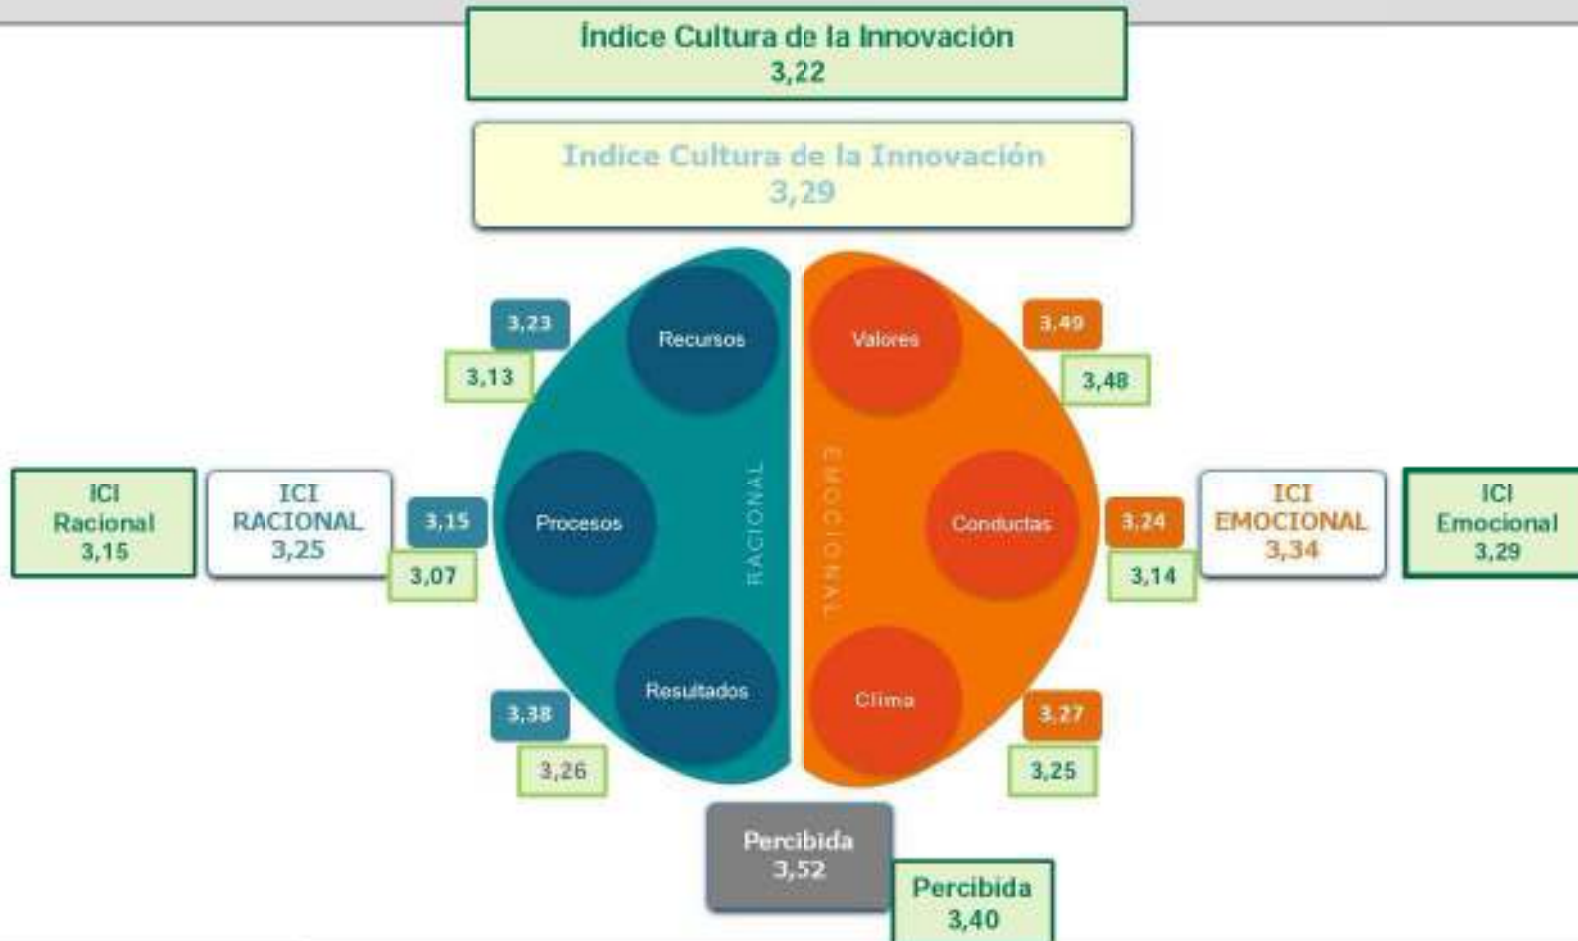 Índice Cultura de la Innovación
3,22
Indice Cultura de la Innovación
3,29
3,23
3,13
Recursos
Valores
3,49
3,48
ICI
Racional
3,15
ICI
RACIONAL
3,25
3,15
3,07
Procesos
RACIONAL
EMOCIONAL
Conductas
3,24
3,14
ICI
EMOCIONAL
3,34
ICI
Emocional
3,29
3,38
3,26
Resultados
Clima
3,27
3,25
Percibida
3,52
Percibida
3,40